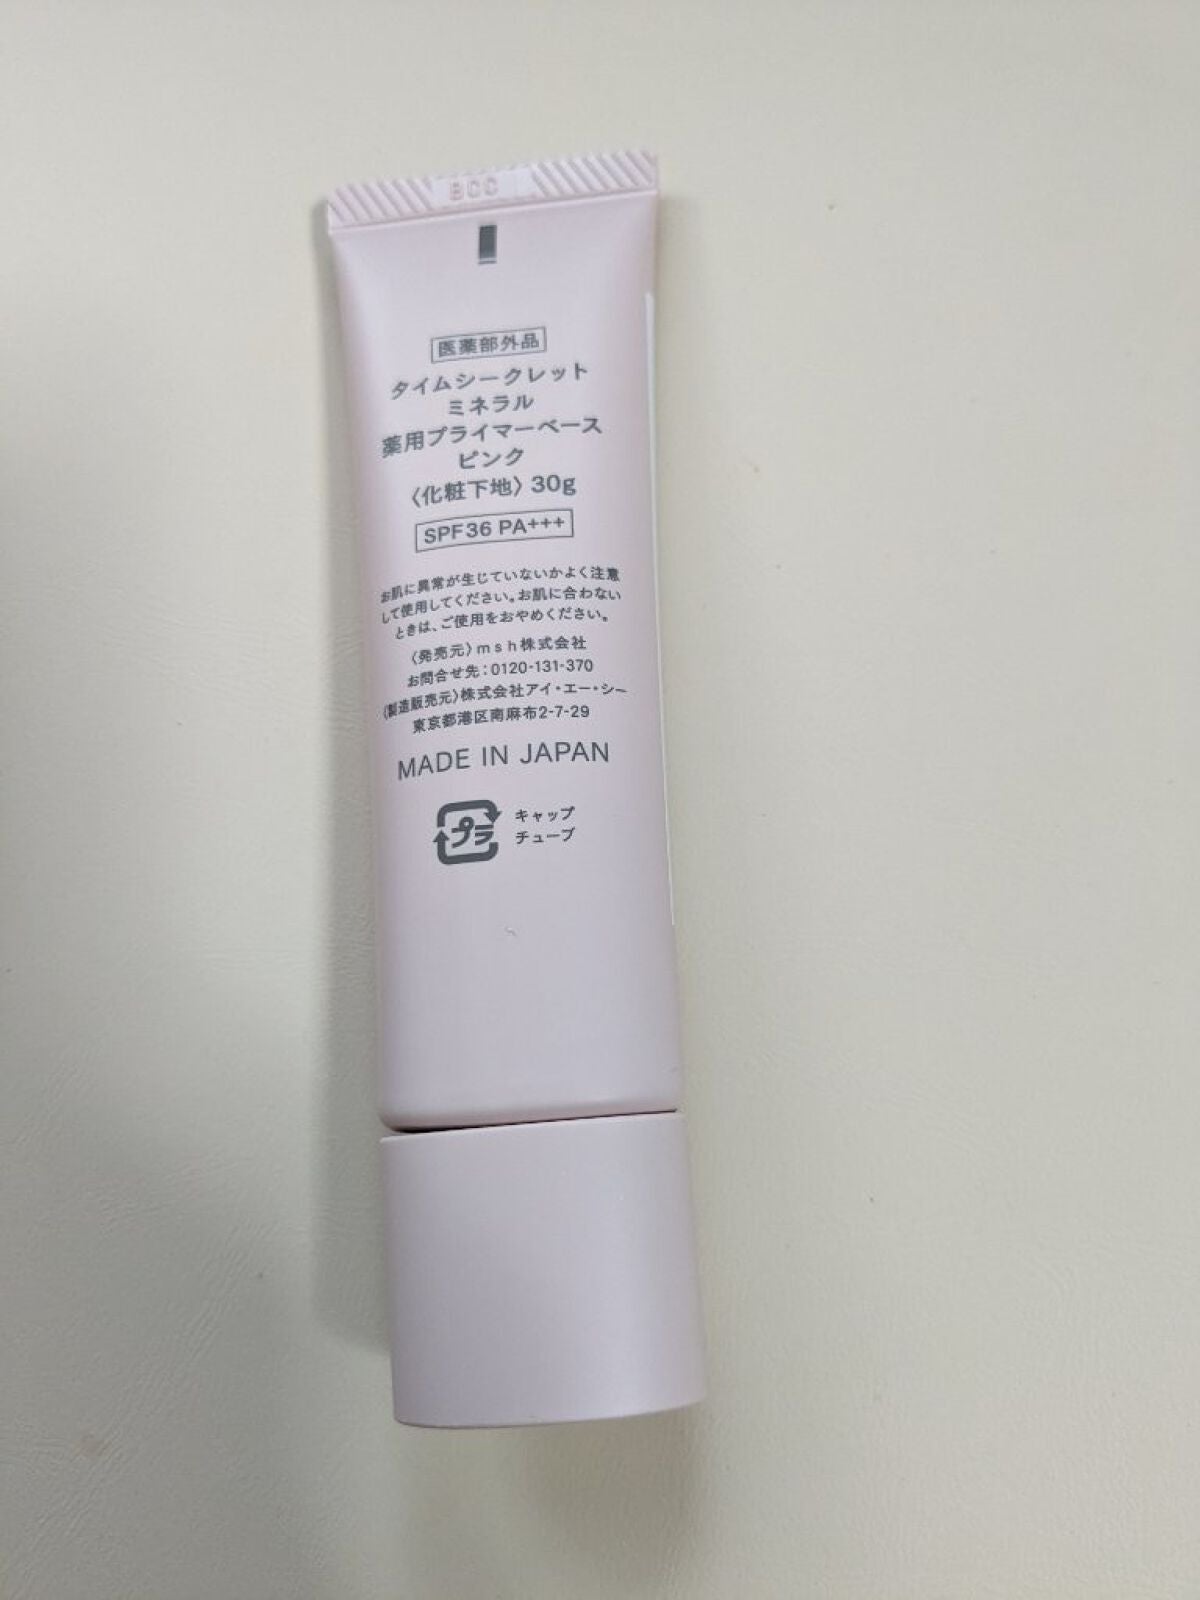 BCC
医薬部外品
タイムシークレット
ミネラル
薬用プライマーベース
ピンク
〈化粧下地〉30g
SPF36 PA+++
お肌に異常が生じていないかよく注意
して使用してください。お肌に合わない
ときは、ご使用をおやめください。
〈発売元〉msh株式会社
お問合せ先：0120-131-370
〈製造販売元〉株式会社アイ・エー・シー
東京都港区南麻布2-7-29
MADE IN JAPAN
プラ キャップ
チューブ